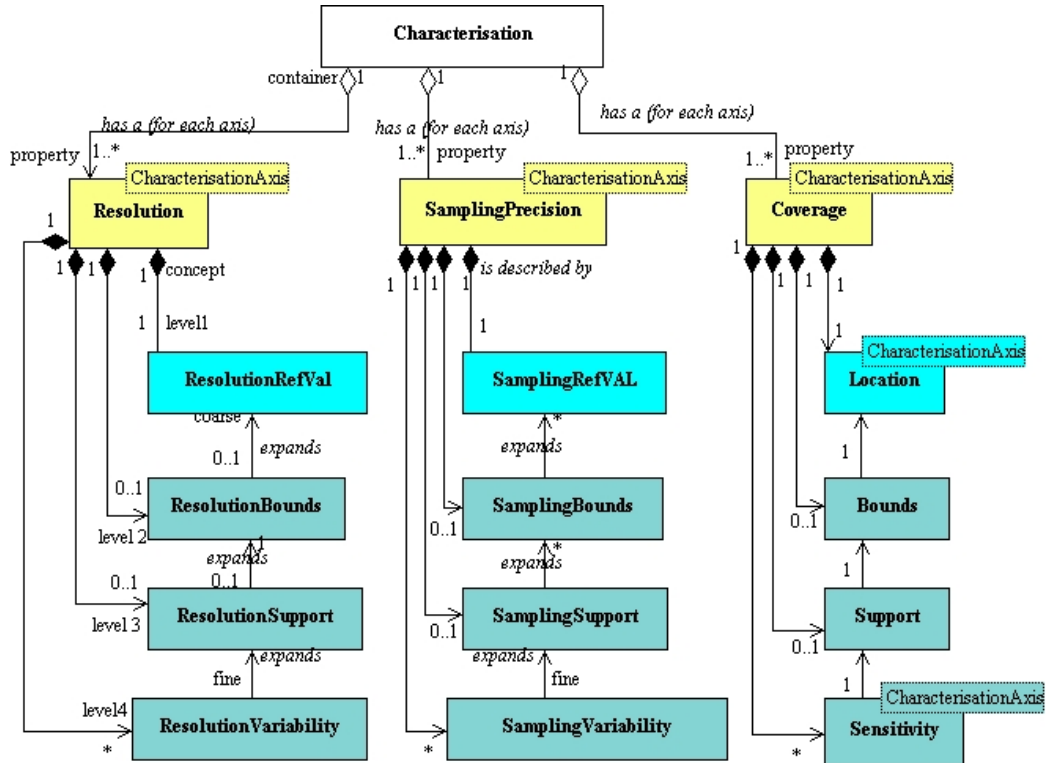 Characterisation
container 1 1 1
has a (for each axis) has a (for each axis) has a (for each axis)
property 1..* 1..* property 1..* property
CharacterisationAxis CharacterisationAxis CharacterisationAxis
Resolution SamplingPrecision Coverage
1
1 1 1 concept 1 1 1 1 is described by 1 1 1 1
1 level1 1 1
CharacterisationAxis
ResolutionRefVal SamplingRefVAL Location
coarse *
expands expands 1
0..1
0..1 ResolutionBounds SamplingBounds Bounds
level 2 0..1 0..1
1 *
expands expands 1
0..1 0..1
ResolutionSupport SamplingSupport Support
level 3 0..1 0..1
expands expands
fine fine 1
CharacterisationAxis
level4 ResolutionVariability SamplingVariability Sensitivity
* * *